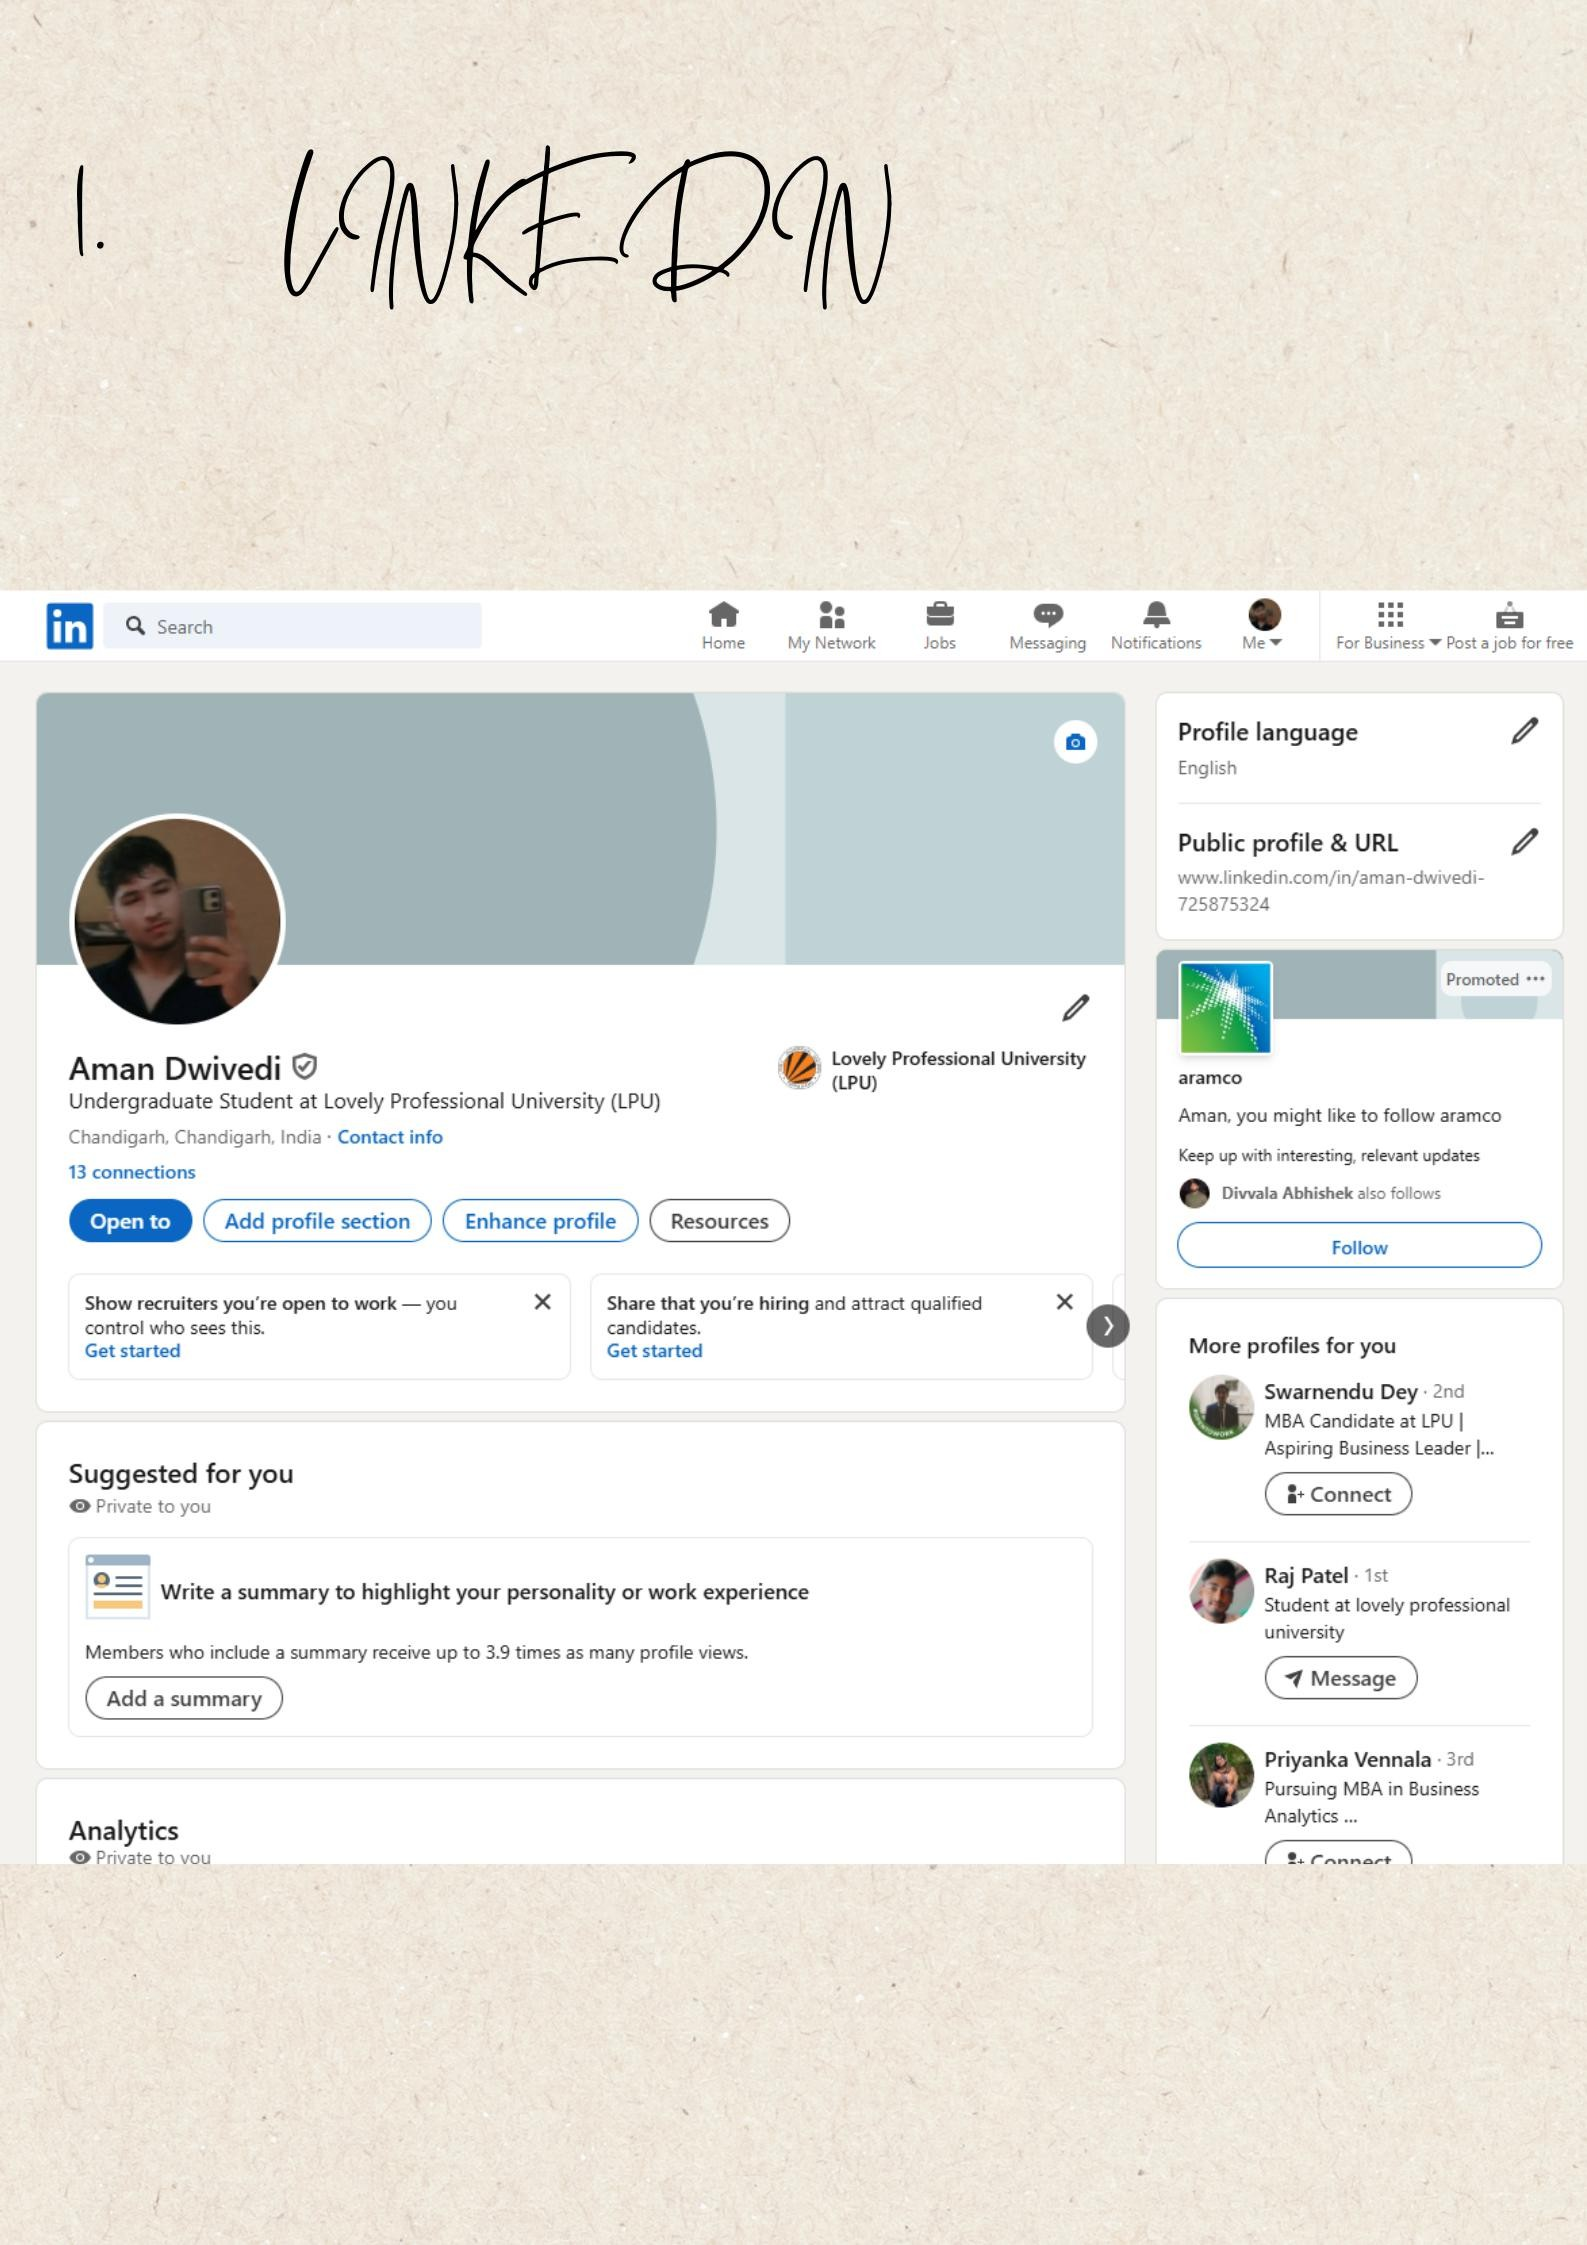 1. LINKEDIN
in Search
Home My Network Jobs Messaging Notifications Me For Business Post a job for free
Aman Dwivedi
Undergraduate Student at Lovely Professional University (LPU)
Chandigarh, Chandigarh, India · Contact info
13 connections
Lovely Professional University
(LPU)
Open to Add profile section Enhance profile Resources
Show recruiters you're open to work — you
control who sees this.
Get started
Share that you're hiring and attract qualified
candidates.
Get started
Suggested for you
Private to you
Write a summary to highlight your personality or work experience
Members who include a summary receive up to 3.9 times as many profile views.
Add a summary
Analytics
Private to you
Profile language
English
Public profile & URL
www.linkedin.com/in/aman-dwivedi-
725875324
Promoted ···
aramco
Aman, you might like to follow aramco
Keep up with interesting, relevant updates
Divvala Abhishek also follows
Follow
More profiles for you
Swarnendu Dey · 2nd
MBA Candidate at LPU |
Aspiring Business Leader |...
Connect
Raj Patel · 1st
Student at lovely professional
university
Message
Priyanka Vennala · 3rd
Pursuing MBA in Business
Analytics ...
Connect